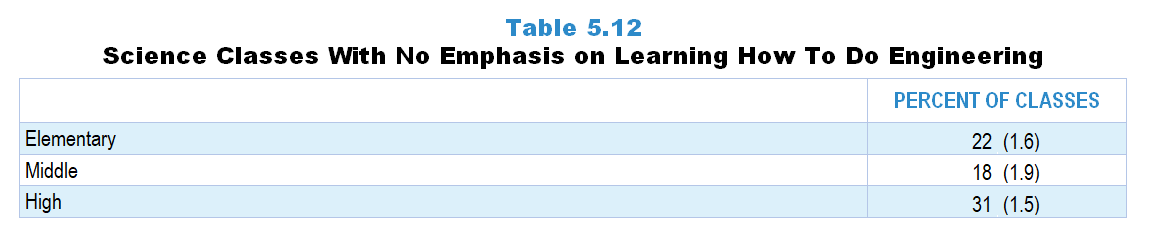 Table 5.12
Science Classes With No Emphasis on Learning How To Do Engineering
PERCENT OF CLASSES
Elementary 22 (1.6)
Middle 18 (1.9)
High 31 (1.5)